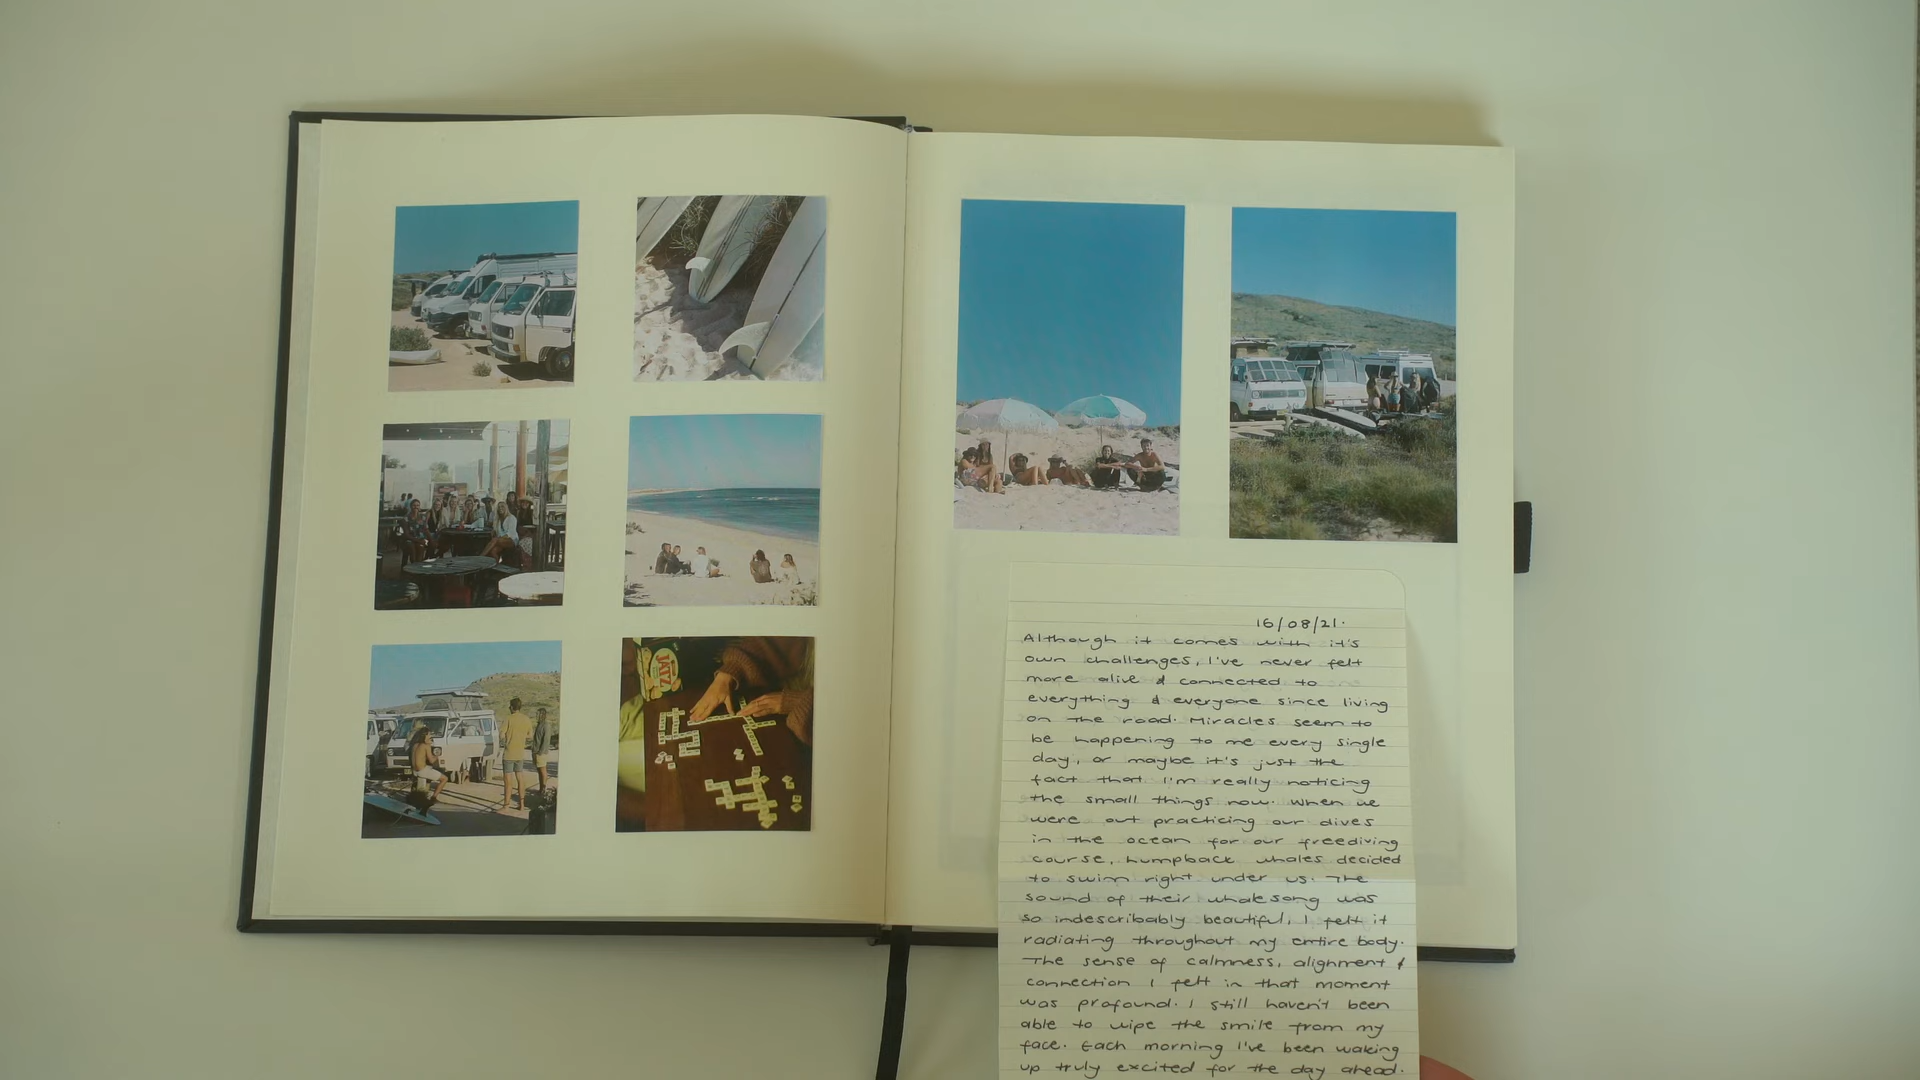 JATZ
16/08/21.
Although it comes with it's
own challenges, I've never felt
more alive & connected to
everything & everyone since living
on the road. Miracles seem to
be happening to me every single
day, or maybe it's just the
fact that I'm really noticing
the small things now. When we
were out practicing our dives
in the ocean for our freediving
course, humpback whales decided
to swim right under us. The
sound of their whalesong was
so indescribably beautiful, I felt it
radiating throughout my entire body.
The sense of calmness, alignment &
connection I felt in that moment
was profound. I still haven't been
able to wipe the smile from my
face. Each morning I've been waking
up truly excited for the day ahead.